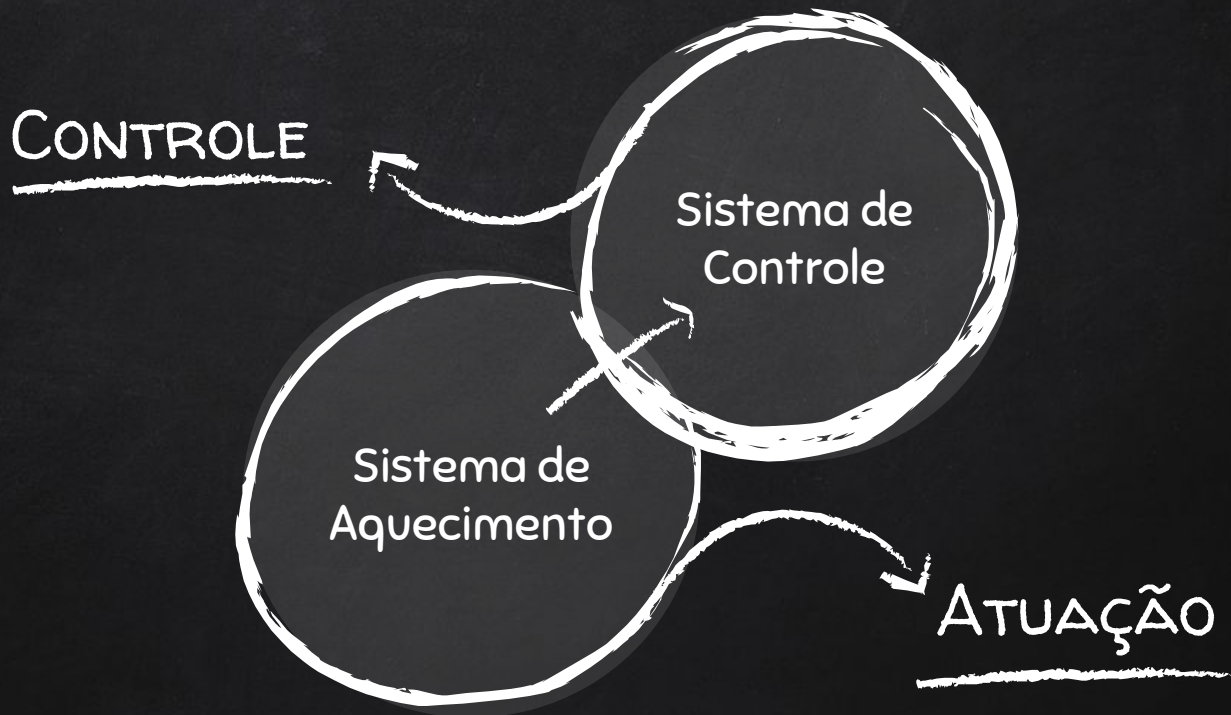 CONTROLE
Sistema de
Controle
Sistema de
Aquecimento
ATUAÇÃO